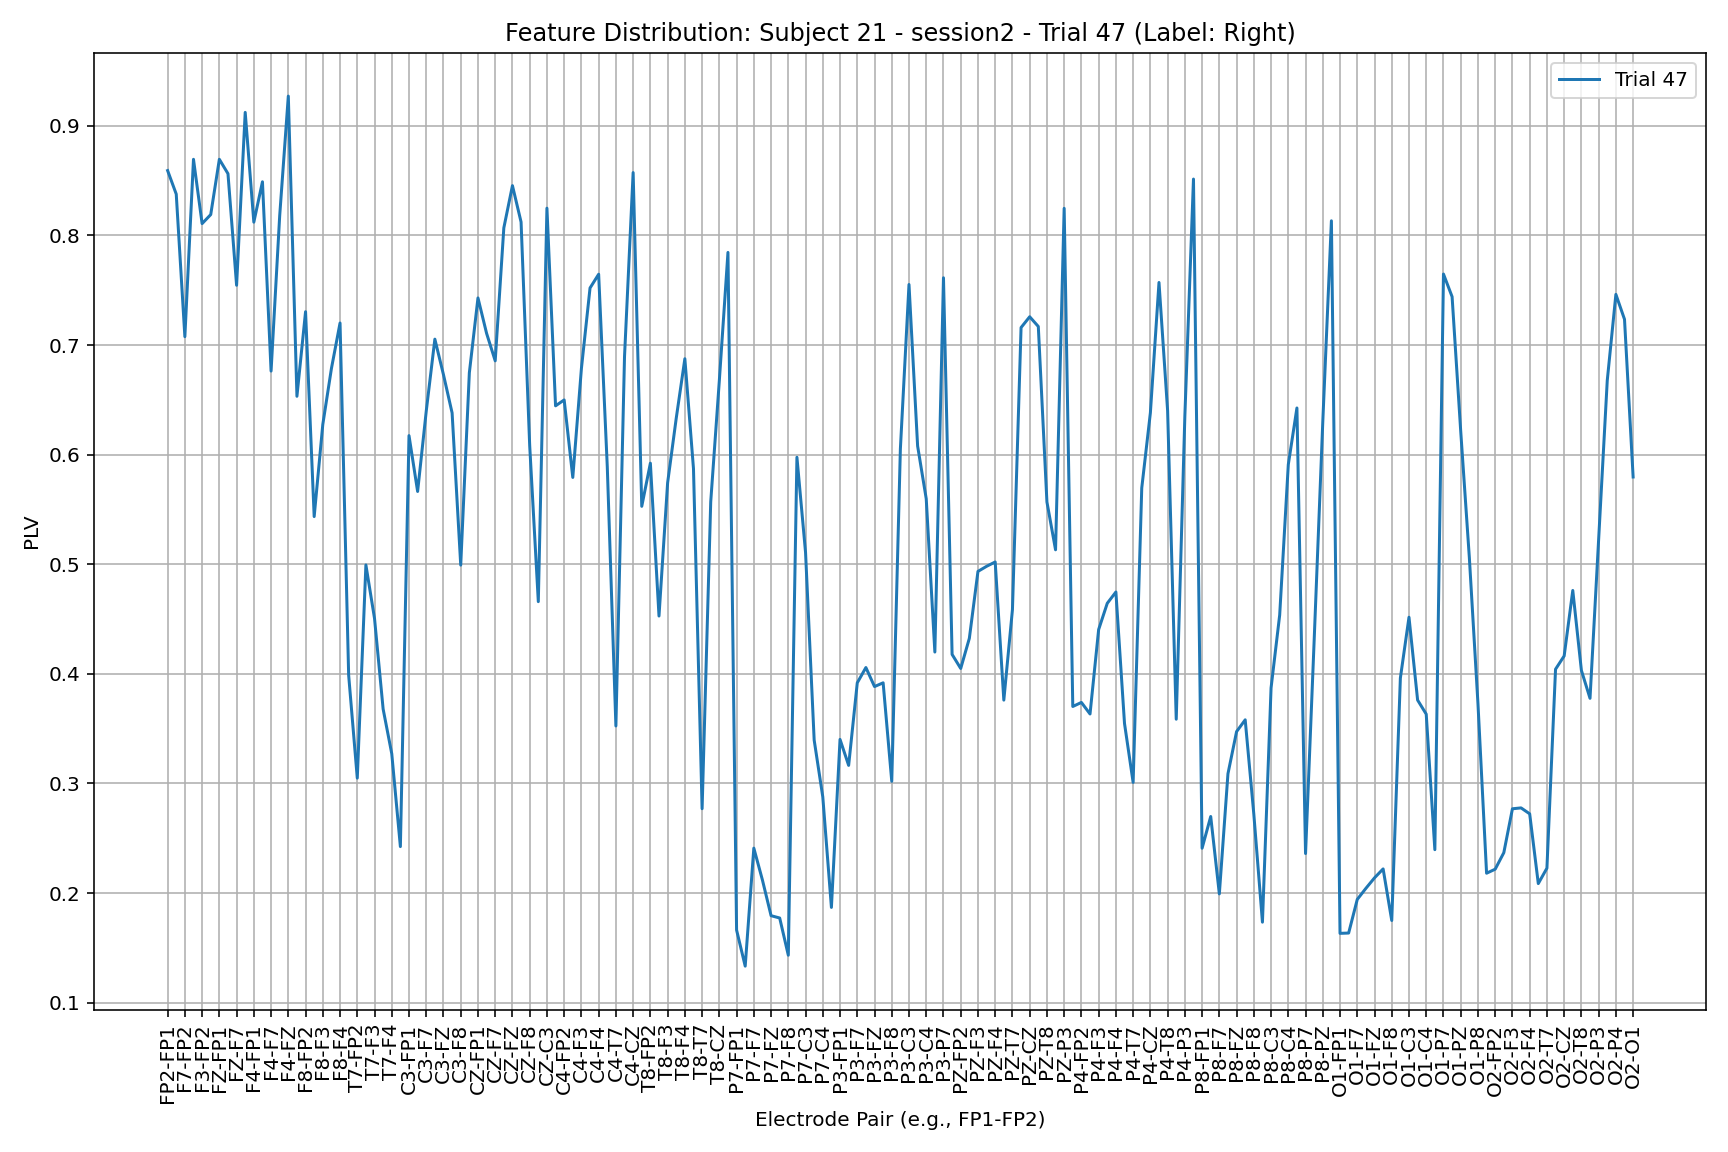 Feature Distribution: Subject 21 - session2 - Trial 47 (Label: Right)
Trial 47
PLV
0.9
0.8
0.7
0.6
0.5
0.4
0.3
0.2
0.1
FP2-FP1
F7-FP2
F3-FP2
FZ-FP1
FZ-F7
F4-FP1
F4-F7
F4-FZ
F8-FP2
F8-F3
F8-F4
T7-FP2
T7-F3
T7-F4
C3-FP1
C3-F7
C3-FZ
C3-F8
CZ-FP1
CZ-F7
CZ-FZ
CZ-F8
CZ-C3
C4-FP2
C4-F3
C4-F4
C4-T7
C4-CZ
T8-FP2
T8-F3
T8-F4
T8-T7
T8-CZ
P7-FP1
P7-F7
P7-FZ
P7-F8
P7-C3
P7-C4
P3-FP1
P3-F7
P3-FZ
P3-F8
P3-C3
P3-C4
P3-P7
PZ-FP2
PZ-F3
PZ-F4
PZ-T7
PZ-CZ
PZ-T8
PZ-P3
P4-FP2
P4-F3
P4-F4
P4-T7
P4-CZ
P4-T8
P4-P3
P8-FP1
P8-F7
P8-FZ
P8-F8
P8-C3
P8-C4
P8-P7
P8-PZ
O1-FP1
O1-F7
O1-FZ
O1-F8
O1-C3
O1-C4
O1-P7
O1-PZ
O1-P8
O2-FP2
O2-F3
O2-F4
O2-T7
O2-CZ
O2-T8
O2-P3
O2-P4
O2-O1
Electrode Pair (e.g., FP1-FP2)